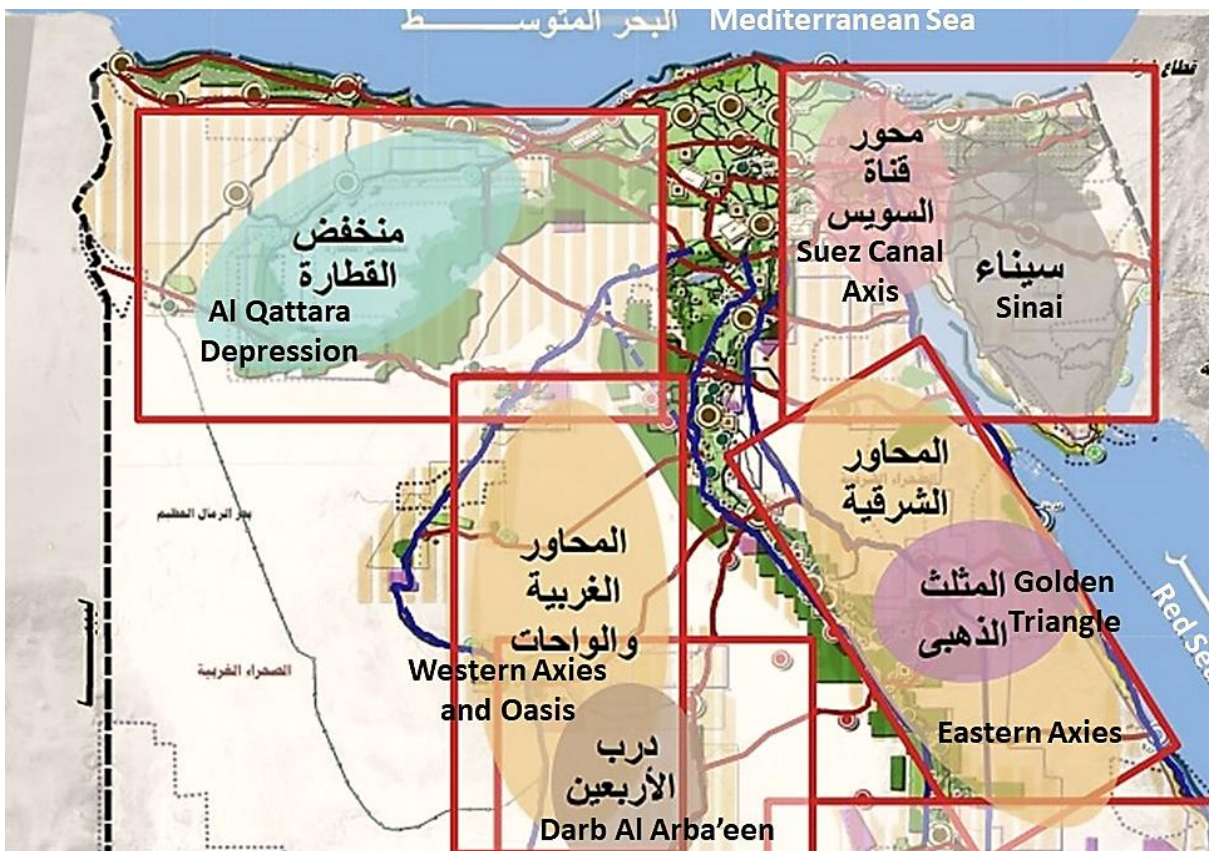 البحر المتوسط Mediterranean Sea
قطاع غزة
محور
قناة
السويس
Suez Canal
Axis
سيناء
Sinai
منخفض
القطارة
Al Qattara
Depression
المحاور
الشرقية
المثلث Golden
الذهبى Triangle
Red Sea
Eastern Axies
بحر الرمال العظيم
المحاور
الغربية
والواحات
Western Axies
and Oasis
الصحراء الغربية
ليبيا
درب
الأربعين
Darb Al Arba’een